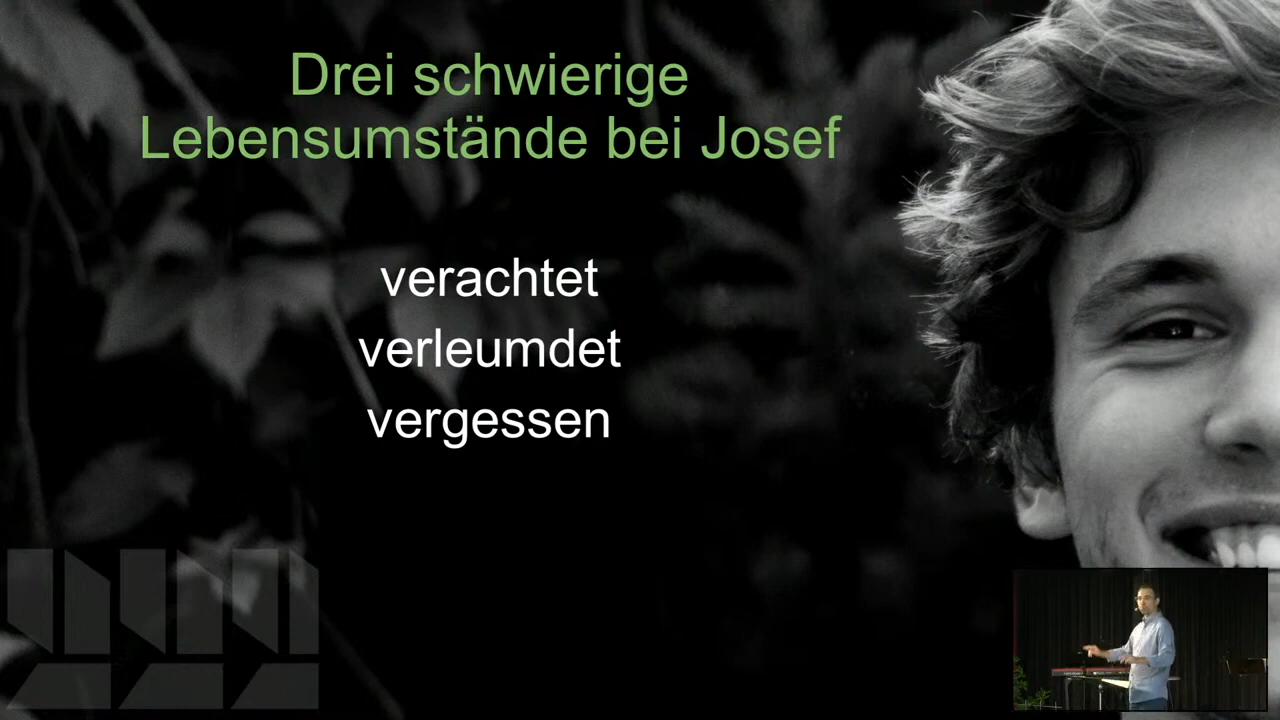 Drei schwierige
Lebensumstände bei Josef
verachtet
verleumdet
vergessen